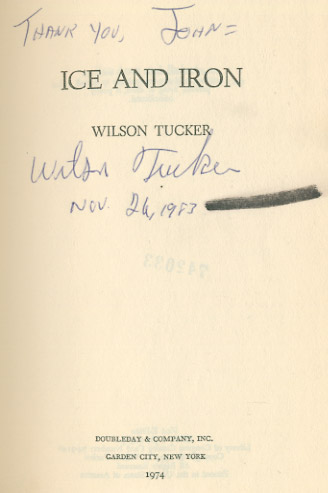 THANK YOU, JOHN=
ICE AND IRON
WILSON TUCKER
Wilson Tucker
NOV. 26, 1983
DOUBLEDAY & COMPANY, INC.
GARDEN CITY, NEW YORK
1974